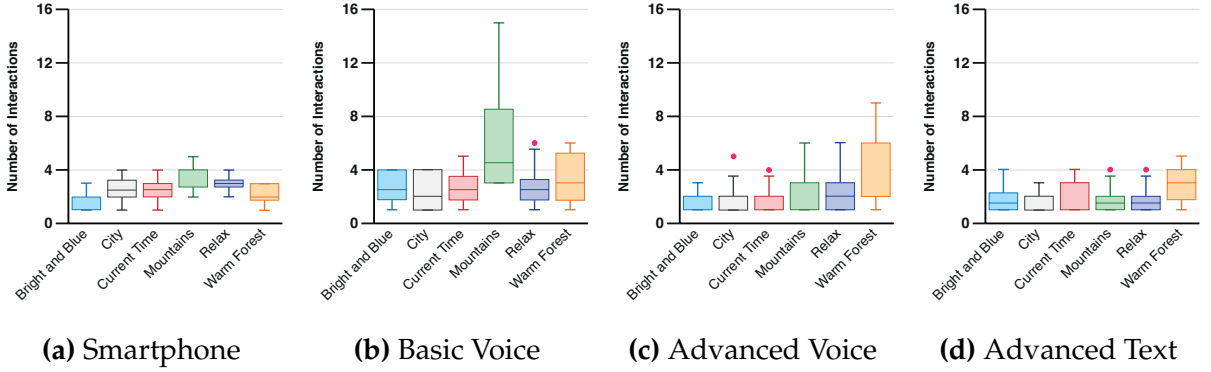 Number of Interactions
16
12
8
4
0
Bright and Blue
City
Current Time
Mountains
Relax
Warm Forest
(a) Smartphone
Number of Interactions
16
12
8
4
0
Bright and Blue
City
Current Time
Mountains
Relax
Warm Forest
(b) Basic Voice
Number of Interactions
16
12
8
4
0
Bright and Blue
City
Current Time
Mountains
Relax
Warm Forest
(c) Advanced Voice
Number of Interactions
16
12
8
4
0
Bright and Blue
City
Current Time
Mountains
Relax
Warm Forest
(d) Advanced Text